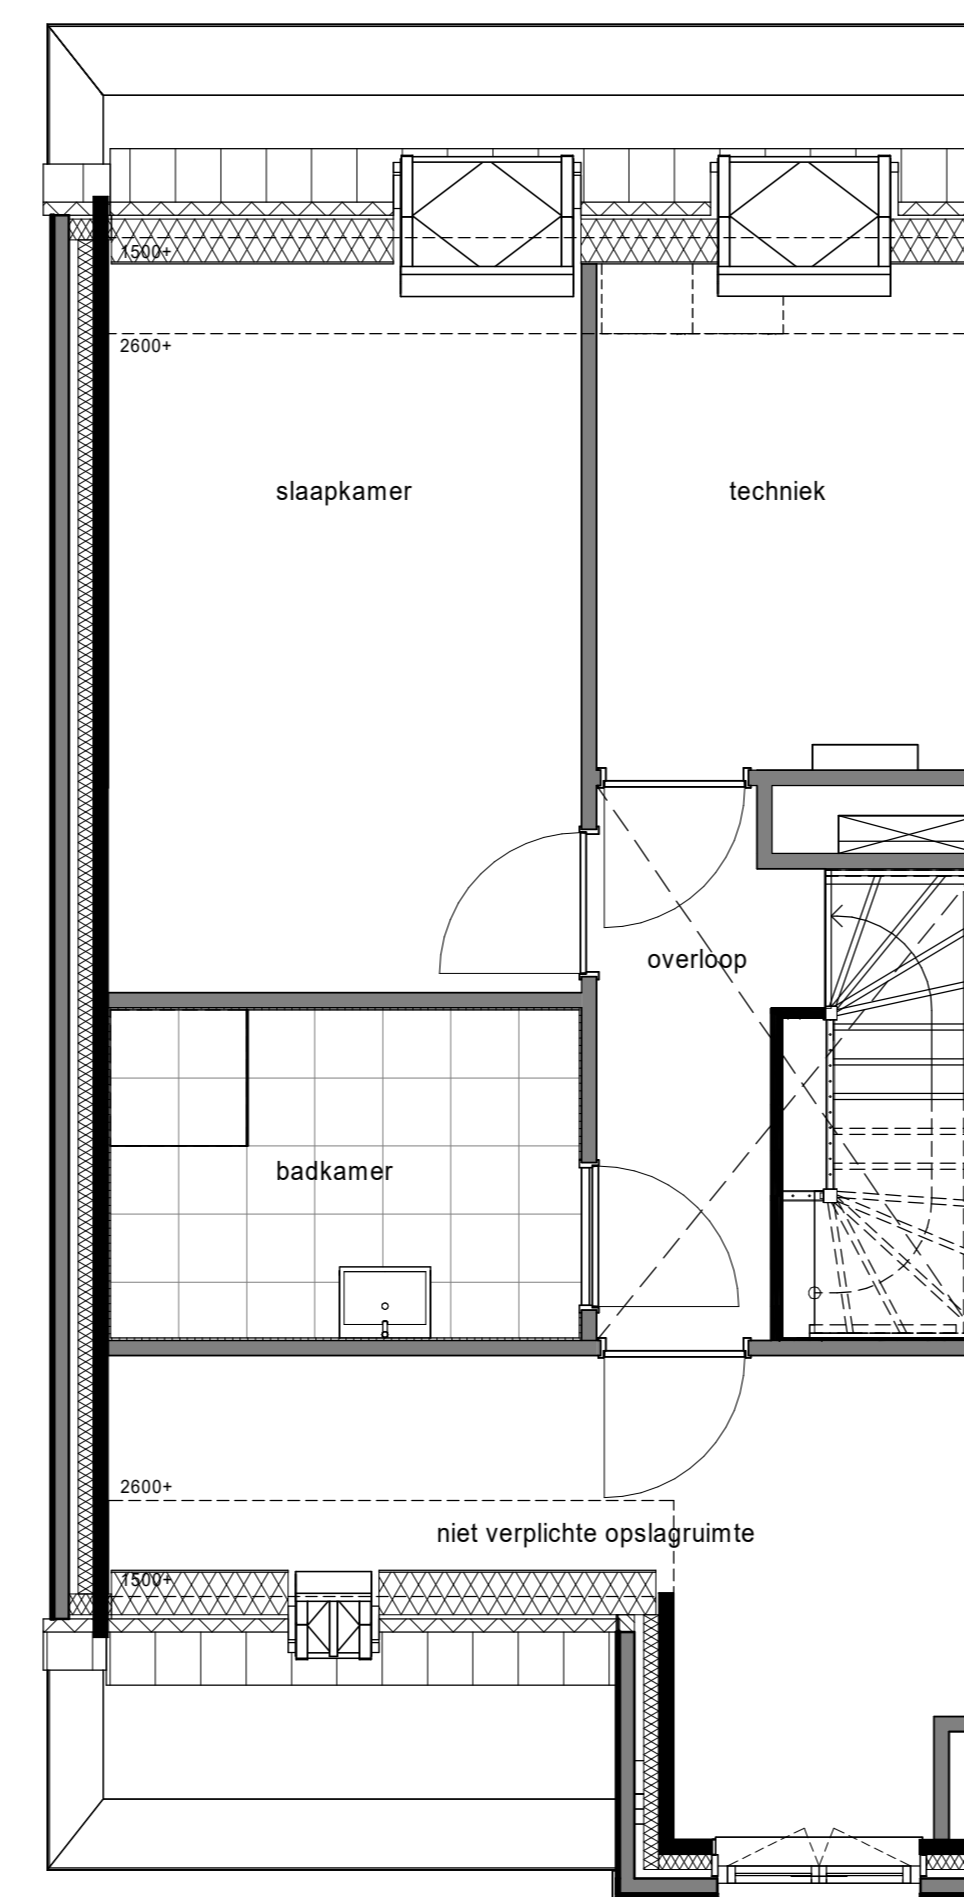 1500+
2600+
slaapkamer
techniek
overloop
badkamer
2600+
niet verplichte opslagruimte
1500+